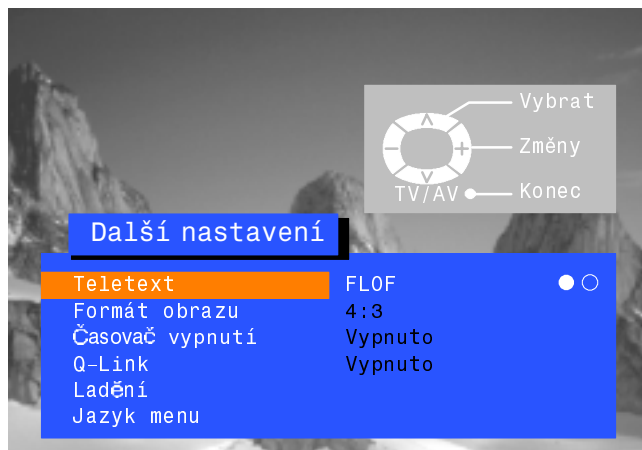 Vybrat
Změny
TV/AV
Konec
Další nastavení
Teletext FLOF
Formát obrazu 4:3
Časovač vypnutí Vypnuto
Q-Link Vypnuto
Ladění
Jazyk menu